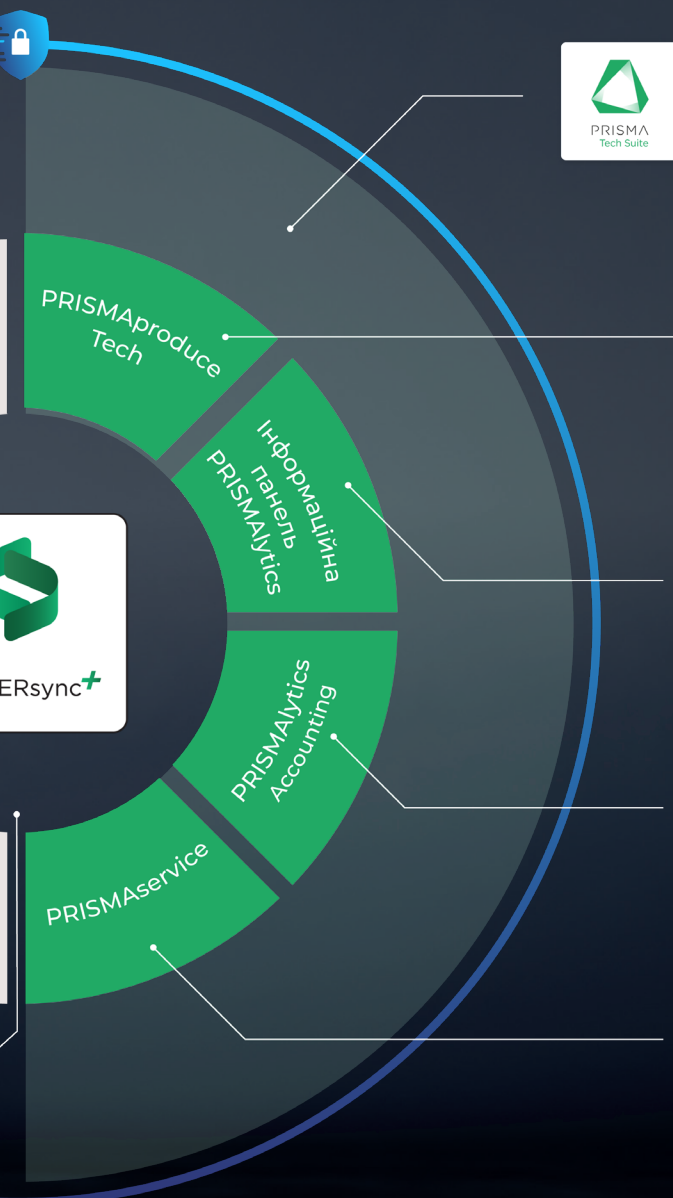 PRISMA
Tech Suite
PRISMAproduce
Tech
Інформаційна
панель
PRISMAlytics
ERsync+
PRISMAlytics
Accounting
PRISMAservice